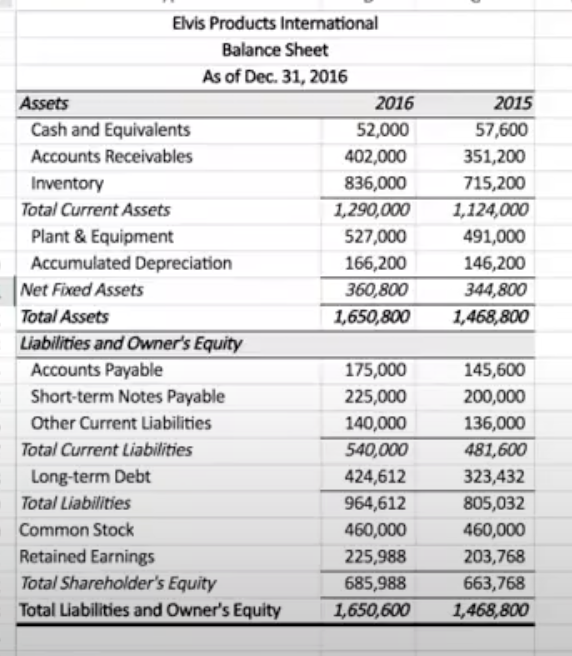 Elvis Products International
Balance Sheet
As of Dec. 31, 2016
Assets 2016 2015
Cash and Equivalents 52,000 57,600
Accounts Receivables 402,000 351,200
Inventory 836,000 715,200
Total Current Assets 1,290,000 1,124,000
Plant & Equipment 527,000 491,000
Accumulated Depreciation 166,200 146,200
Net Fixed Assets 360,800 344,800
Total Assets 1,650,800 1,468,800
Liabilities and Owner's Equity
Accounts Payable 175,000 145,600
Short-term Notes Payable 225,000 200,000
Other Current Liabilities 140,000 136,000
Total Current Liabilities 540,000 481,600
Long-term Debt 424,612 323,432
Total Liabilities 964,612 805,032
Common Stock 460,000 460,000
Retained Earnings 225,988 203,768
Total Shareholder's Equity 685,988 663,768
Total Liabilities and Owner's Equity 1,650,600 1,468,800